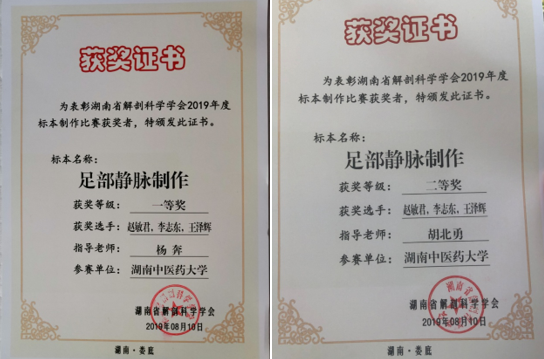 获奖证书
为表彰湖南省解剖科学学会2019年度
标本制作比赛获奖者，特颁发此证书。
标本名称：
足部静脉制作
获奖等级： 一等奖
获奖选手： 赵敏君，李志东，王泽辉
指导老师： 杨 奔
参赛单位： 湖南中医药大学
湖南省解剖科学学会
2019年08月10日
湖南·娄底
获奖证书
为表彰湖南省解剖科学学会2019年度
标本制作比赛获奖者，特颁发此证书。
标本名称：
足部静脉制作
获奖等级： 二等奖
获奖选手： 赵敏君，李志东，王泽辉
指导老师： 胡北勇
参赛单位： 湖南中医药大学
湖南省解剖科学学会
2019年08月10日
湖南·娄底